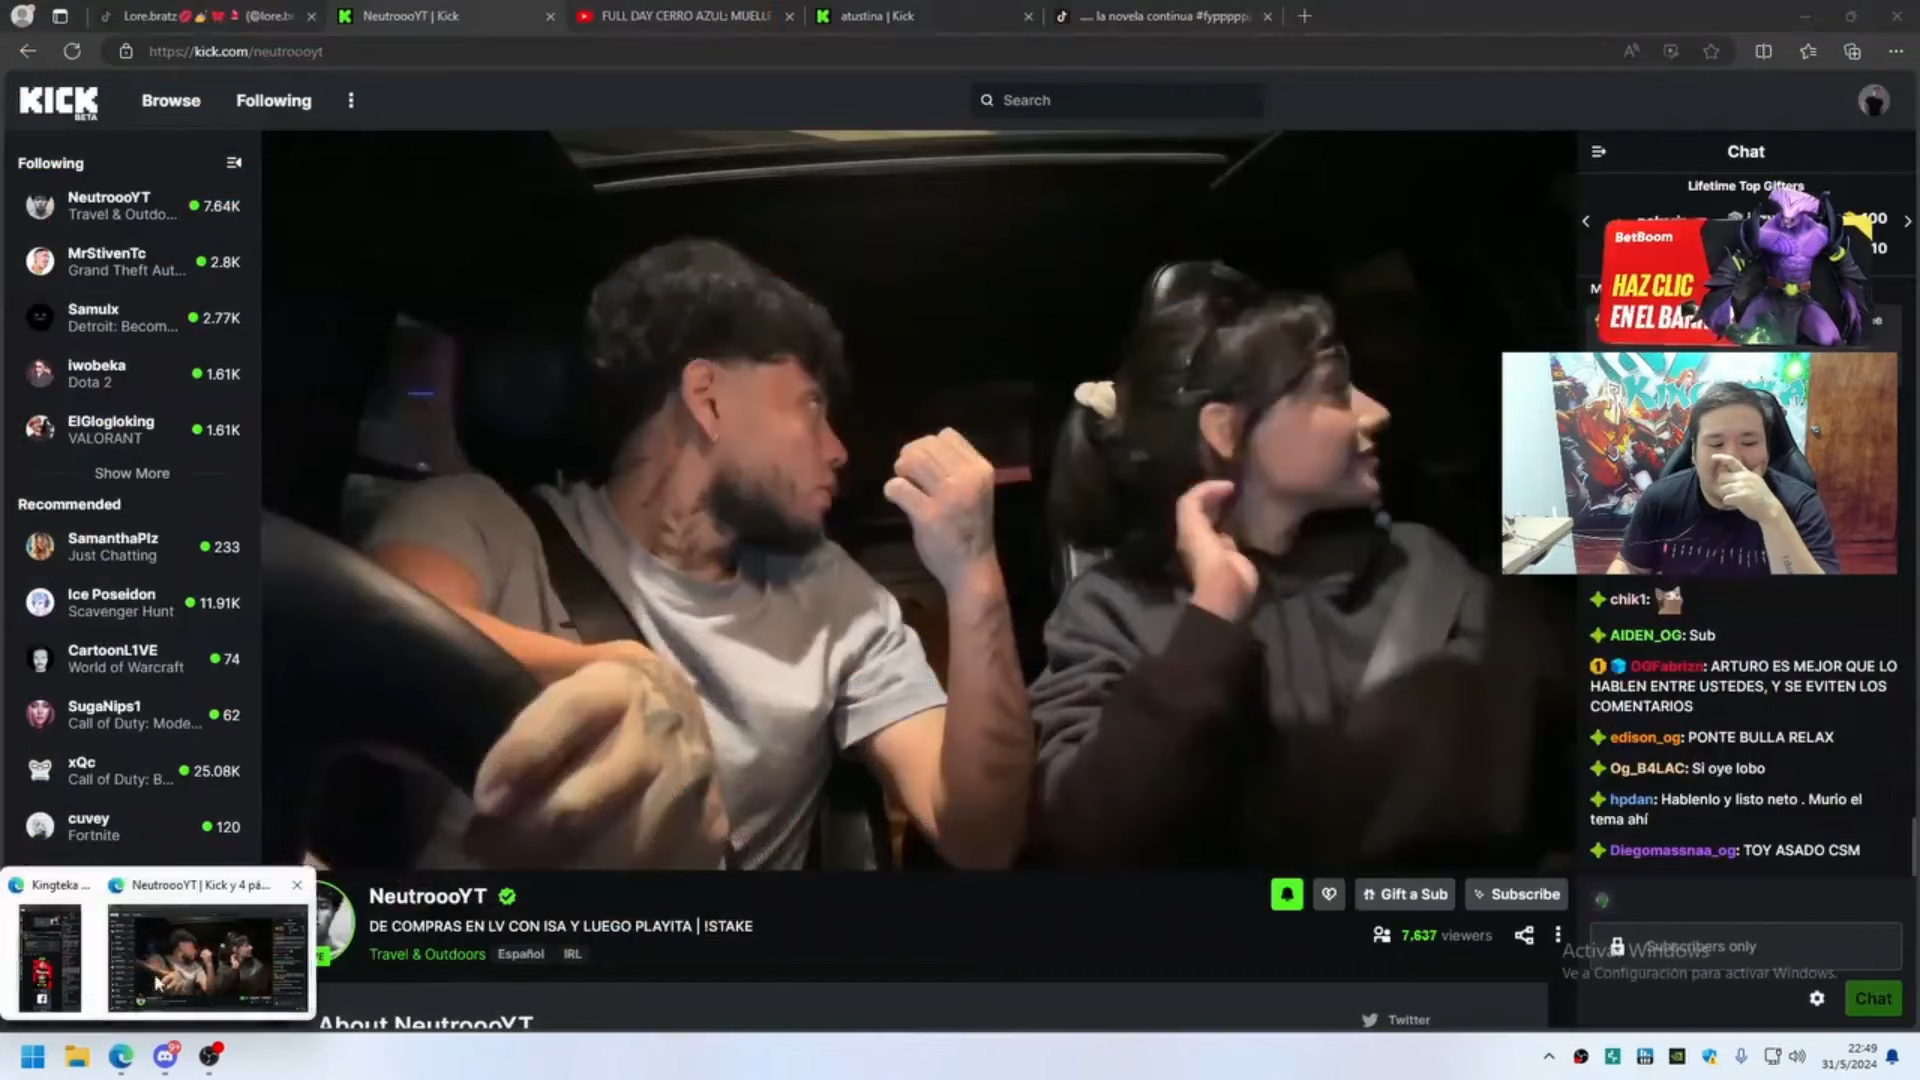 Lore.bratz💋💅🎀💄 (@lore.b
NeutroooYT | Kick
FULL DAY CERRO AZUL: MUELLE
atustina | Kick
..... la novela continua #fypppppp
https://kick.com/neutroooyt
KICK
BETA
Browse
Following
Search
Following
NeutroooYT
Travel & Outdo...
7.64K
MrStivenTc
Grand Theft Aut...
2.8K
Samulx
Detroit: Becom...
2.77K
iwobeka
Dota 2
1.61K
ElGlogloking
VALORANT
1.61K
Show More
Recommended
SamanthaPlz
Just Chatting
233
Ice Poseidon
Scavenger Hunt
11.91K
CartoonL1VE
World of Warcraft
74
SugaNips1
Call of Duty: Mode...
62
xQc
Call of Duty: B...
25.08K
cuvey
Fortnite
120
Kingteka ...
NeutroooYT | Kick y 4 pá...
NeutroooYT
DE COMPRAS EN LV CON ISA Y LUEGO PLAYITA | !STAKE
Travel & Outdoors
Español
IRL
Gift a Sub
Subscribe
7,637 viewers
About NeutroooYT
Twitter
Chat
Lifetime Top Gifters
BetBoom
HAZ CLIC
EN EL
chik1:
AIDEN_OG: Sub
OGFabrizn: ARTURO ES MEJOR QUE LO
HABLEN ENTRE USTEDES, Y SE EVITEN LOS
COMENTARIOS
edison_og: PONTE BULLA RELAX
Og_B4LAC: Si oye lobo
hpdan: Hablenlo y listo neto . Murio el
tema ahí
Diegomassnaa_og: TOY ASADO CSM
Subscribers only
Activar Windows
Ve a Configuración para activar Windows.
Chat
22:49
31/5/2024